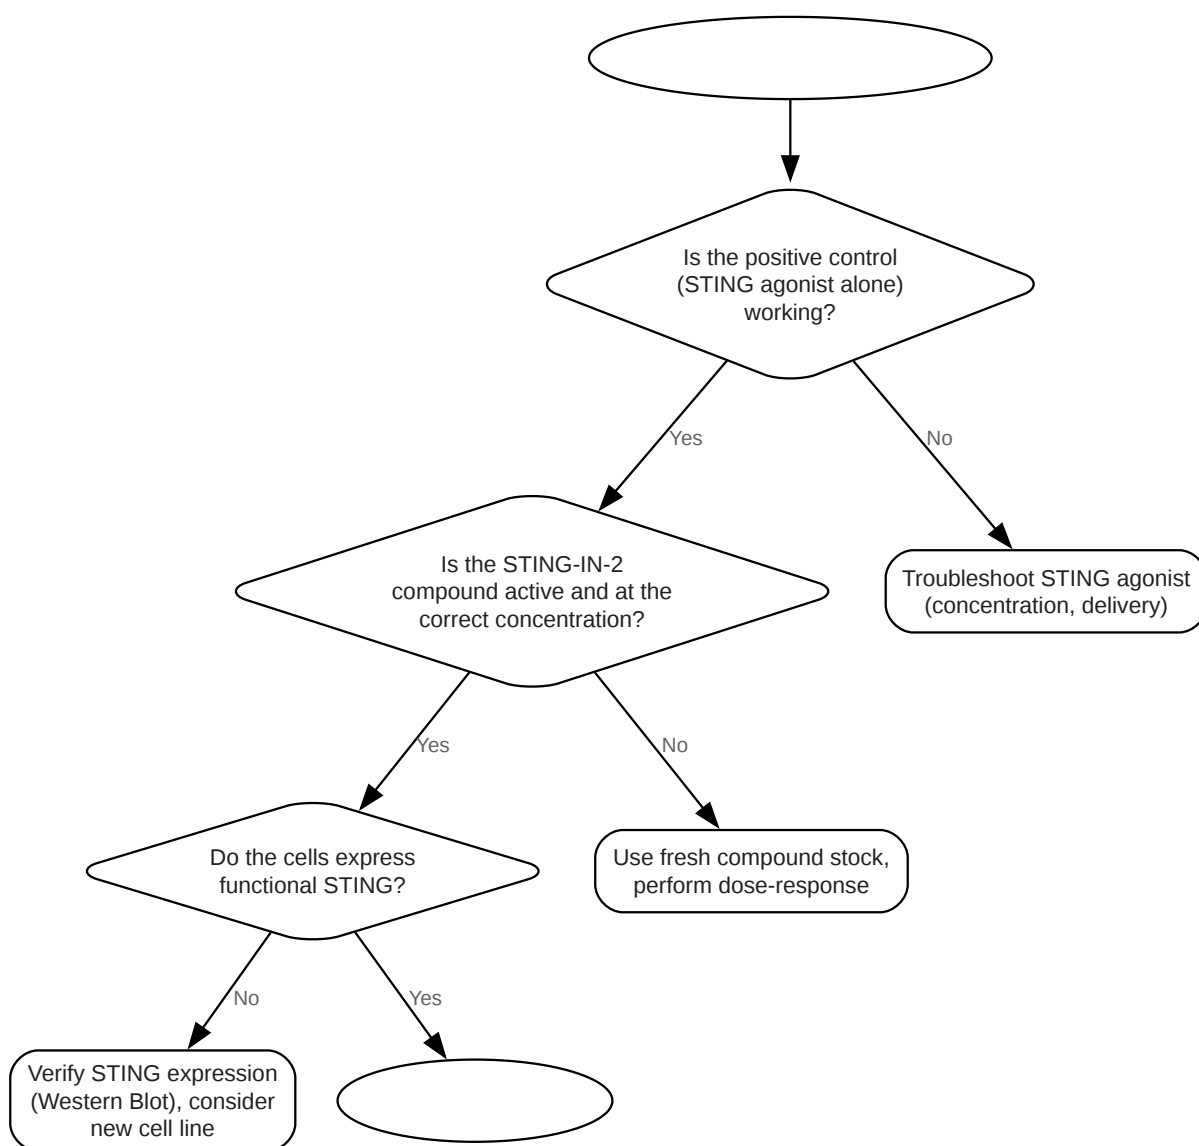 Is the positive control
(STING agonist alone)
working?
Yes
No
Is the STING-IN-2
compound active and at the
correct concentration?
Troubleshoot STING agonist
(concentration, delivery)
Yes
No
Do the cells express
functional STING?
Use fresh compound stock,
perform dose-response
No
Yes
Verify STING expression
(Western Blot), consider
new cell line